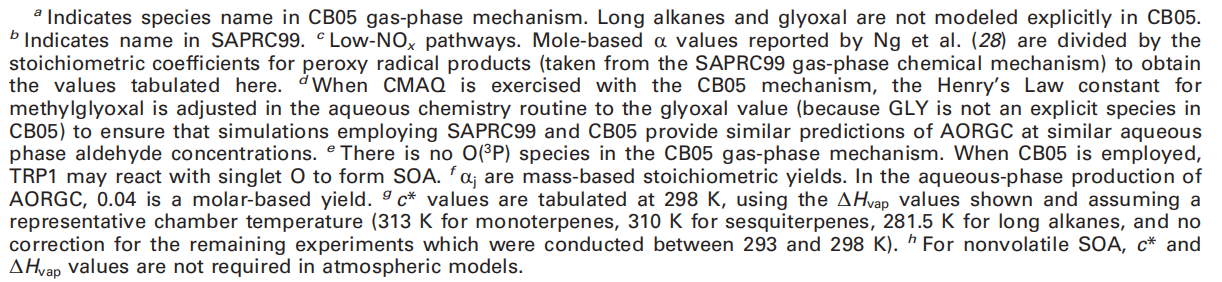 a Indicates species name in CB05 gas-phase mechanism. Long alkanes and glyoxal are not modeled explicitly in CB05.
b Indicates name in SAPRC99. c Low-NOx pathways. Mole-based α values reported by Ng et al. (28) are divided by the
stoichiometric coefficients for peroxy radical products (taken from the SAPRC99 gas-phase chemical mechanism) to obtain
the values tabulated here. d When CMAQ is exercised with the CB05 mechanism, the Henry's Law constant for
methylglyoxal is adjusted in the aqueous chemistry routine to the glyoxal value (because GLY is not an explicit species in
CB05) to ensure that simulations employing SAPRC99 and CB05 provide similar predictions of AORGC at similar aqueous
phase aldehyde concentrations. e There is no O(³P) species in the CB05 gas-phase mechanism. When CB05 is employed,
TRP1 may react with singlet O to form SOA. f αj are mass-based stoichiometric yields. In the aqueous-phase production of
AORGC, 0.04 is a molar-based yield. g c* values are tabulated at 298 K, using the ΔHvap values shown and assuming a
representative chamber temperature (313 K for monoterpenes, 310 K for sesquiterpenes, 281.5 K for long alkanes, and no
correction for the remaining experiments which were conducted between 293 and 298 K). h For nonvolatile SOA, c* and
ΔHvap values are not required in atmospheric models.